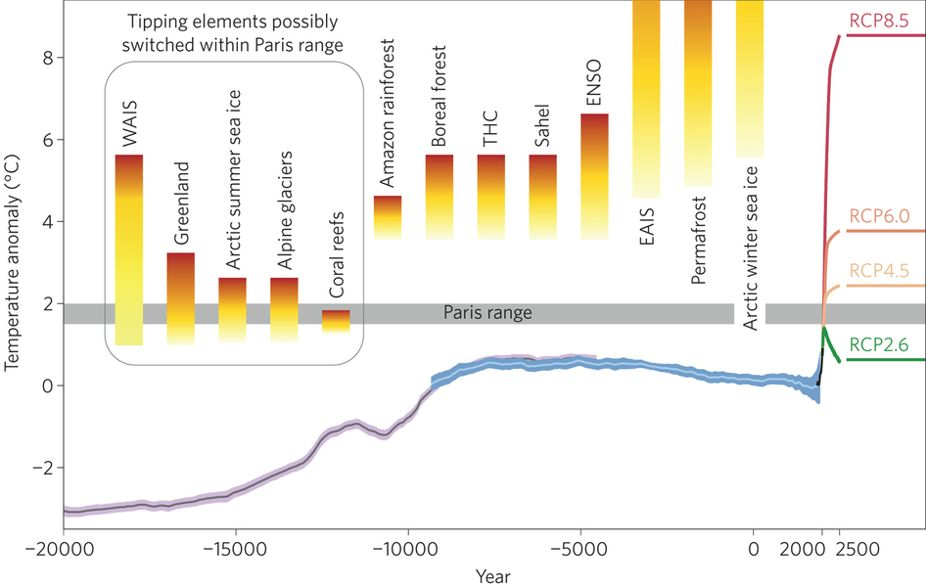 Tipping elements possibly
switched within Paris range
WAIS
Greenland
Arctic summer sea ice
Alpine glaciers
Coral reefs
Amazon rainforest
Boreal forest
THC
Sahel
ENSO
EAIS
Permafrost
Arctic winter sea ice
RCP8.5
RCP6.0
RCP4.5
RCP2.6
Paris range
Temperature anomaly (°C)
8
6
4
2
0
−2
−20000 −15000 −10000 −5000 0 2000 2500
Year